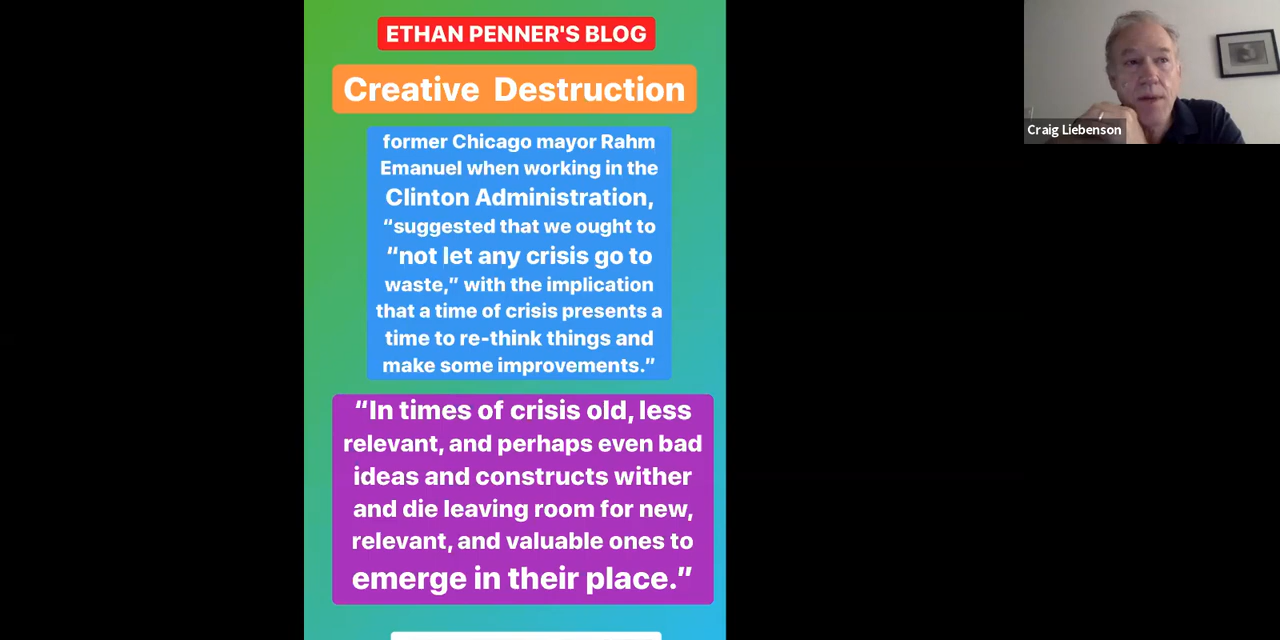 ETHAN PENNER'S BLOG
Creative Destruction
former Chicago mayor Rahm
Emanuel when working in the
Clinton Administration,
“suggested that we ought to
“not let any crisis go to
waste,” with the implication
that a time of crisis presents a
time to re-think things and
make some improvements.”
“In times of crisis old, less
relevant, and perhaps even bad
ideas and constructs wither
and die leaving room for new,
relevant, and valuable ones to
emerge in their place.”
Craig Liebenson